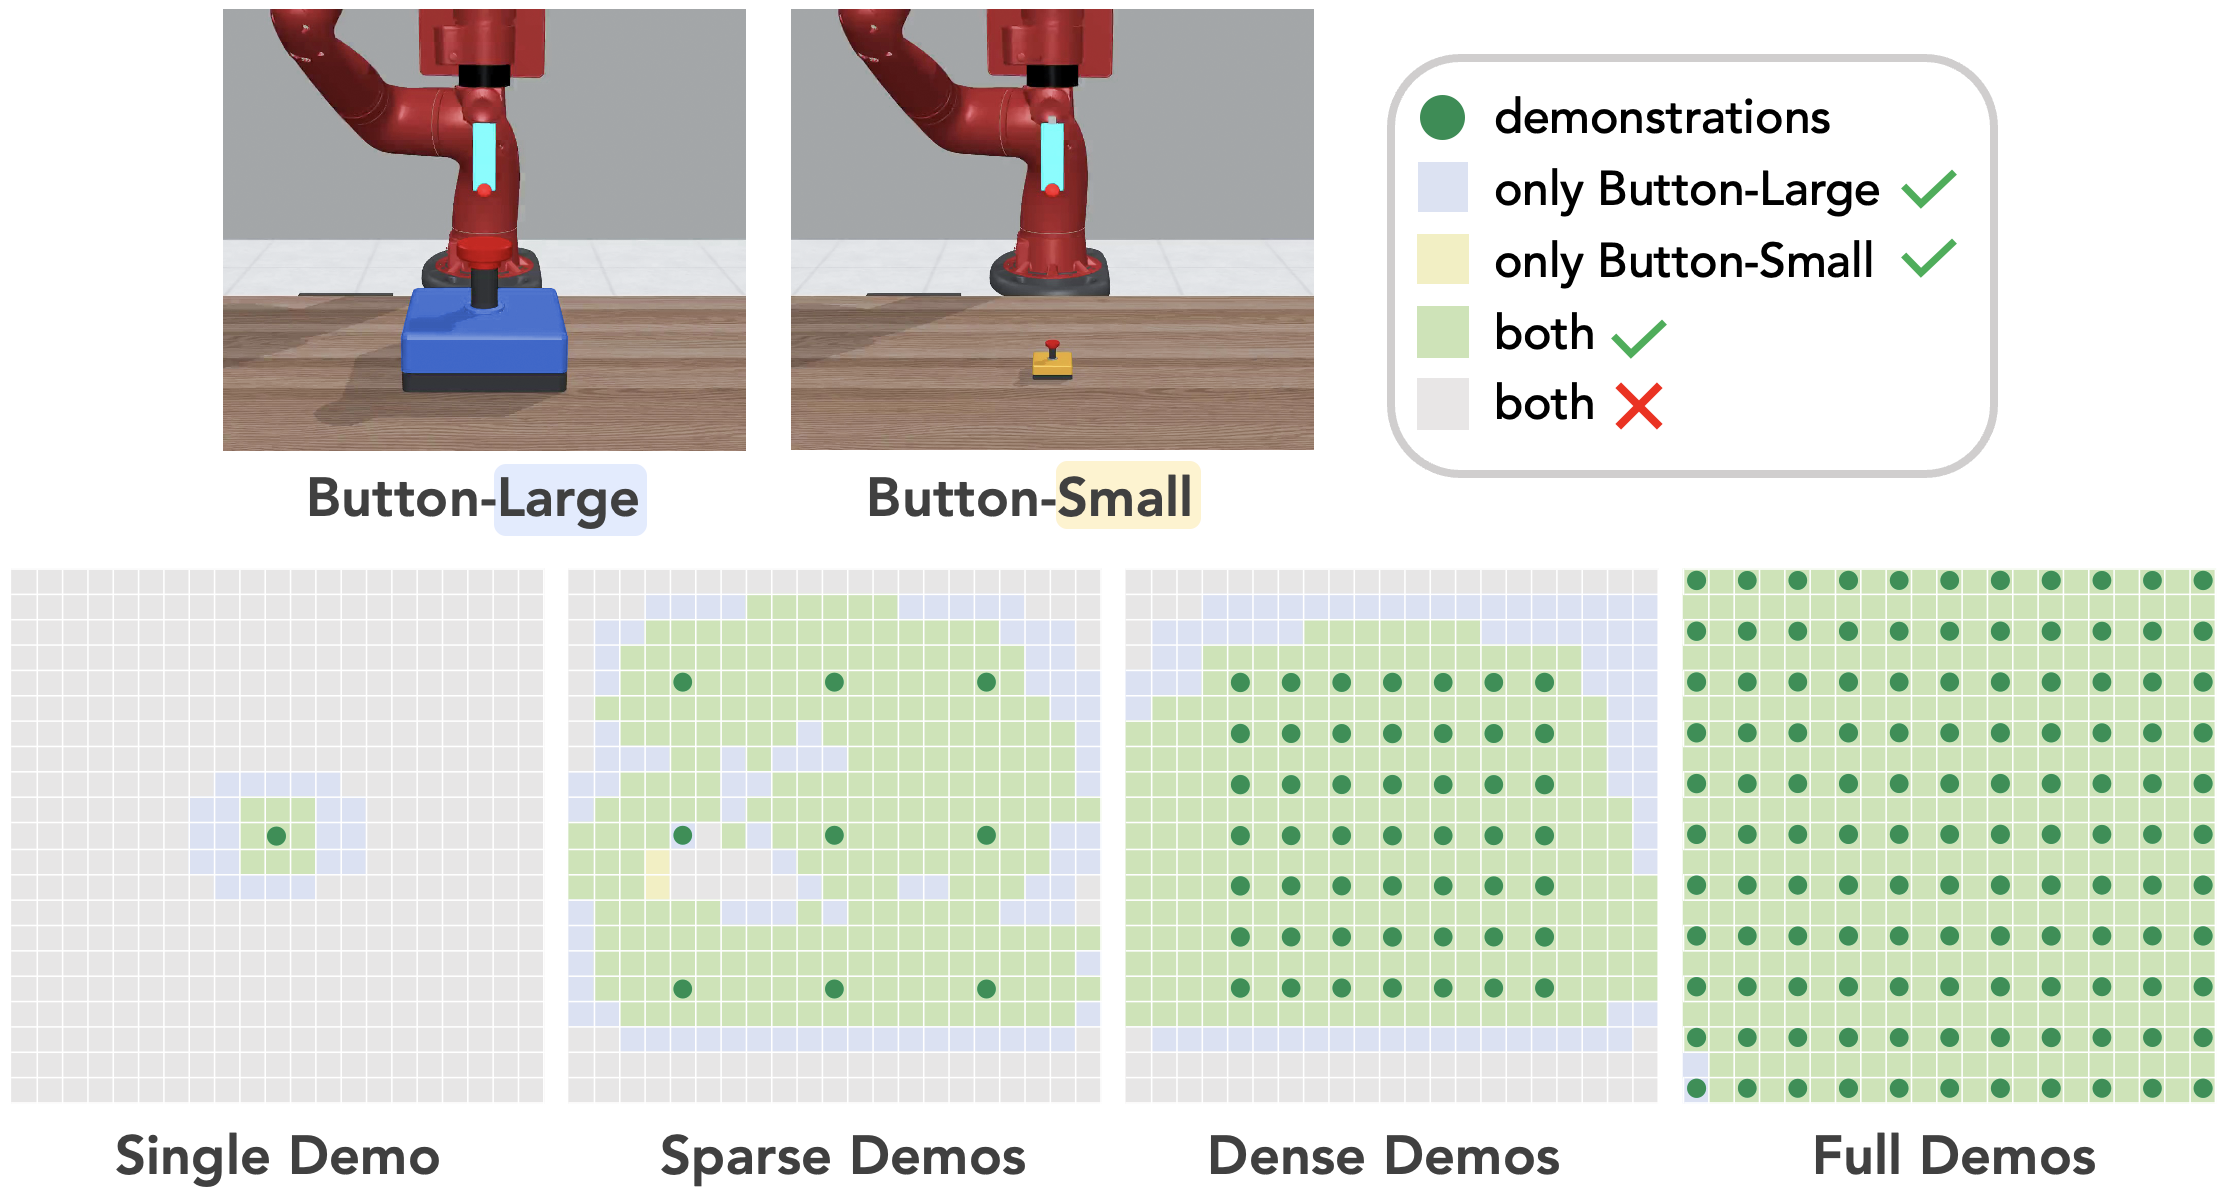 demonstrations
only Button-Large
only Button-Small
both
both
Button-Large
Button-Small
Single Demo
Sparse Demos
Dense Demos
Full Demos